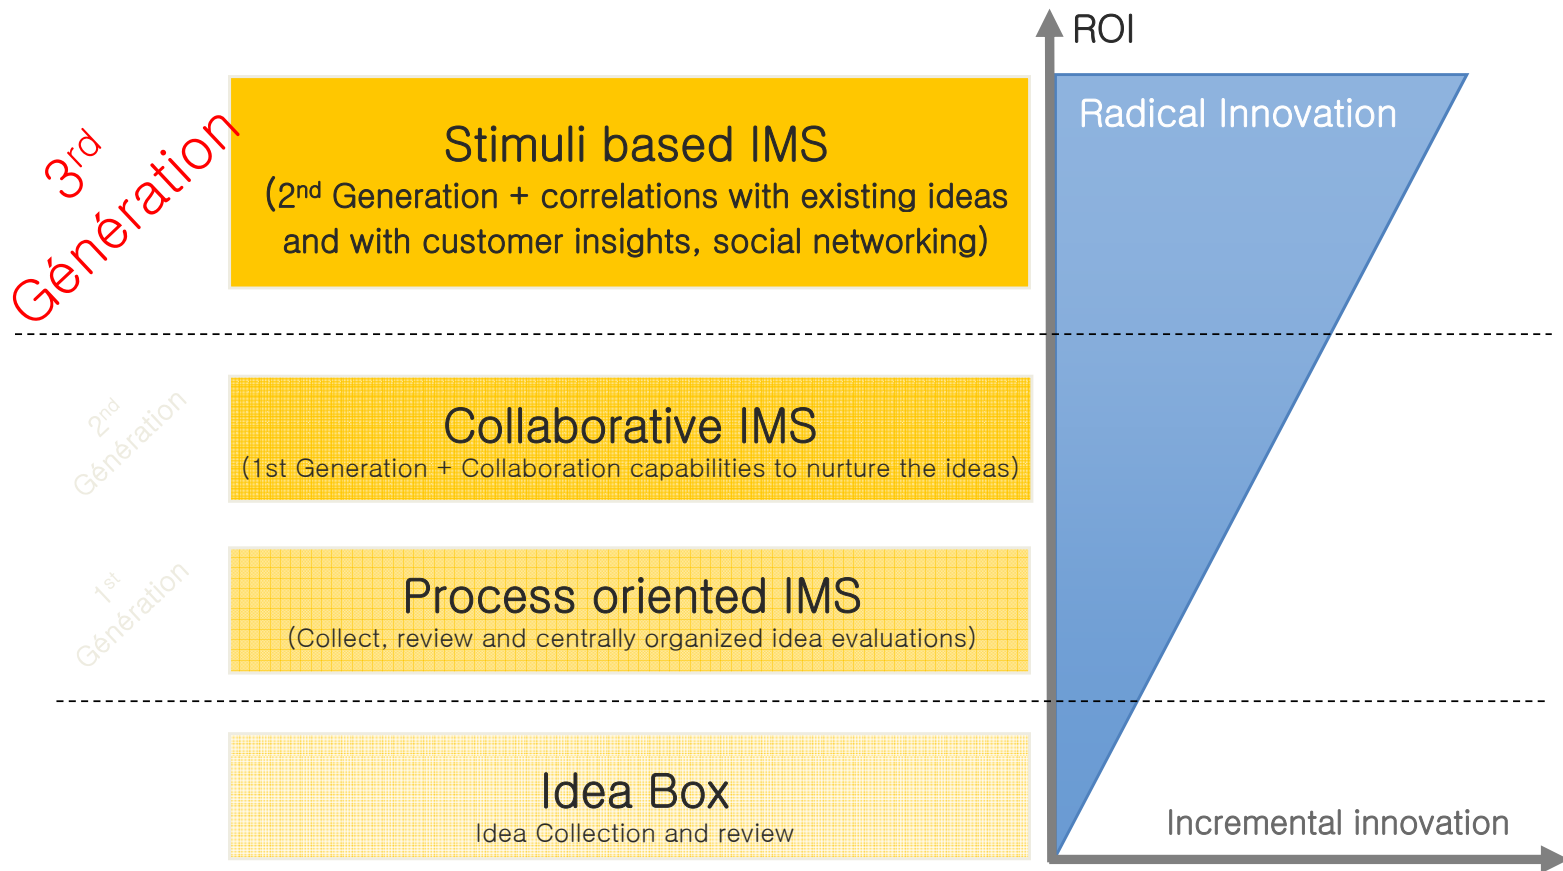 ROI
3rd
Génération
Stimuli based IMS
(2nd Generation + correlations with existing ideas
and with customer insights, social networking)
Radical Innovation
2nd
Génération
Collaborative IMS
(1st Generation + Collaboration capabilities to nurture the ideas)
1st
Génération
Process oriented IMS
(Collect, review and centrally organized idea evaluations)
Idea Box
Idea Collection and review
Incremental innovation